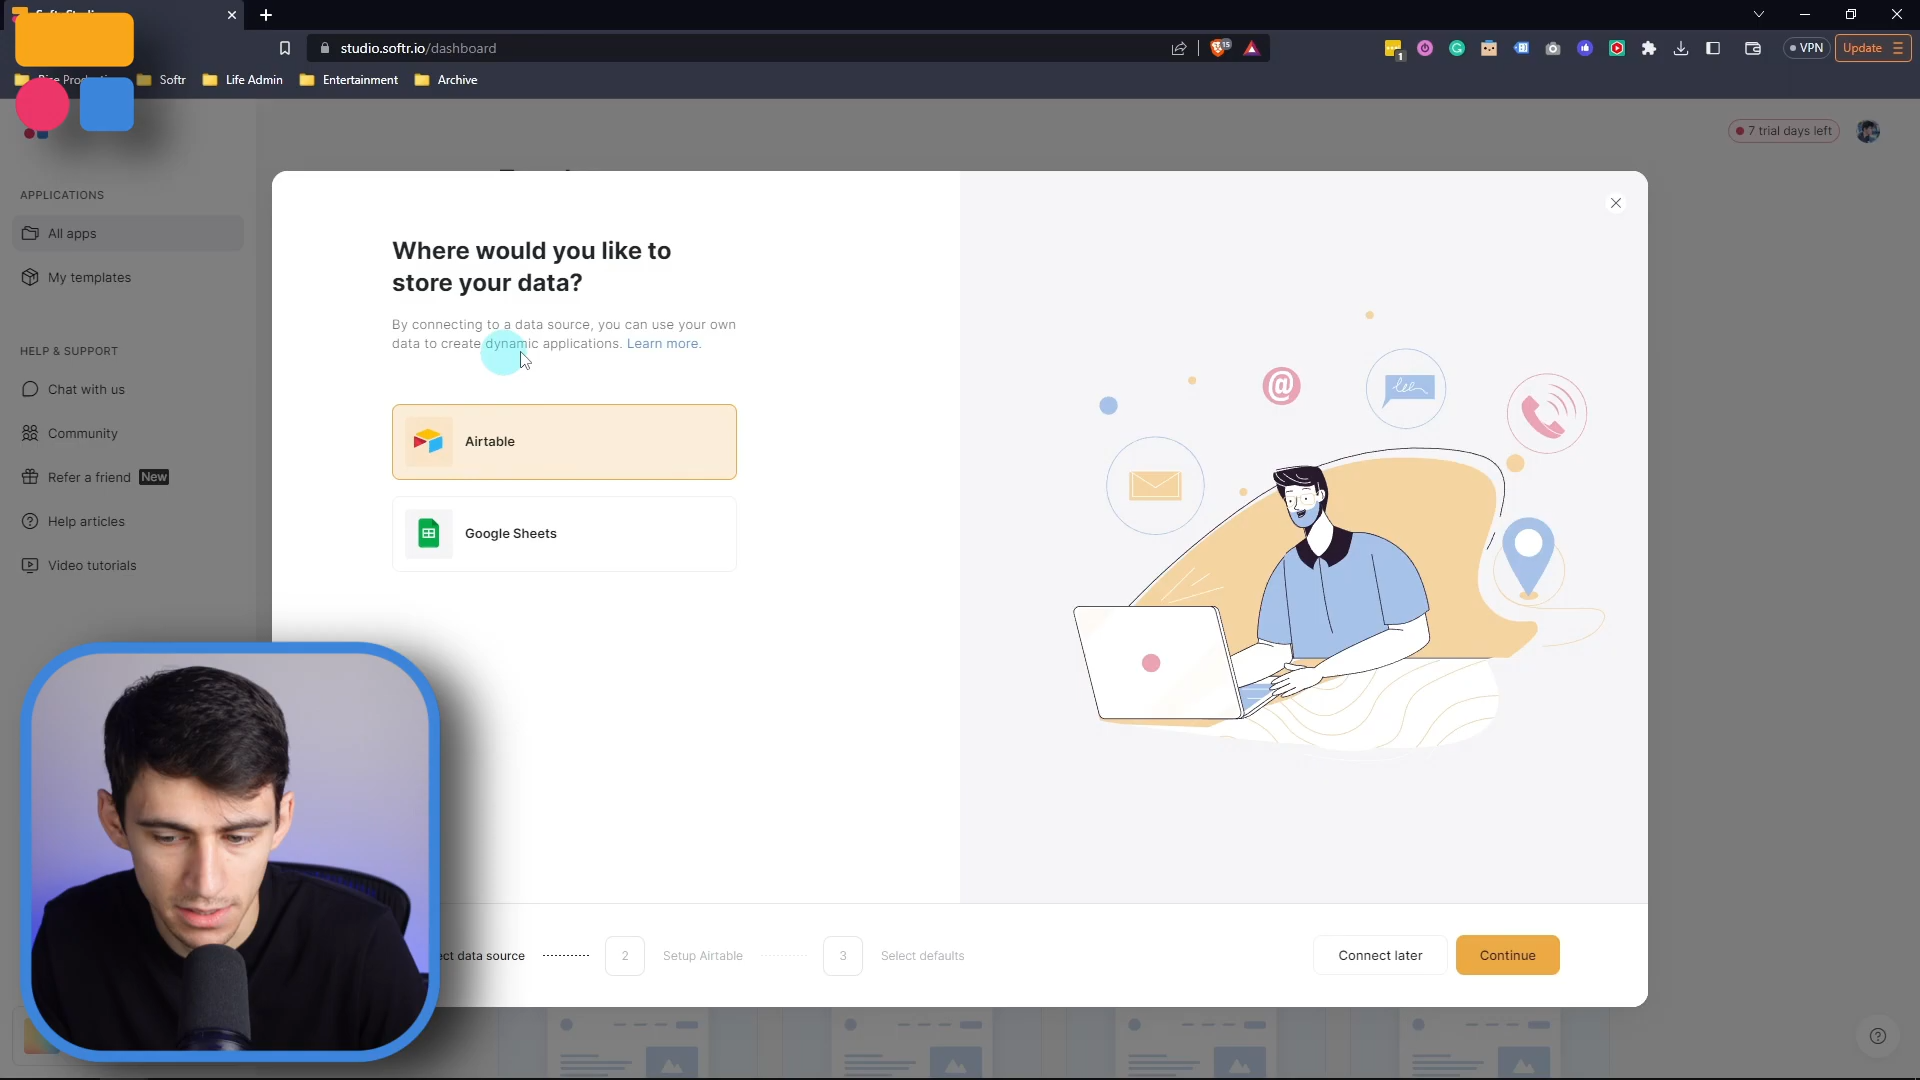 studio.softr.io/dashboard
15
1
VPN
Update
Softr
Life Admin
Entertainment
Archive
7 trial days left
APPLICATIONS
All apps
My templates
HELP & SUPPORT
Chat with us
Community
Refer a friend New
Help articles
Video tutorials
Where would you like to
store your data?
By connecting to a data source, you can use your own
data to create dynamic applications. Learn more.
Airtable
Google Sheets
@
data source
2
Setup Airtable
3
Select defaults
Connect later
Continue